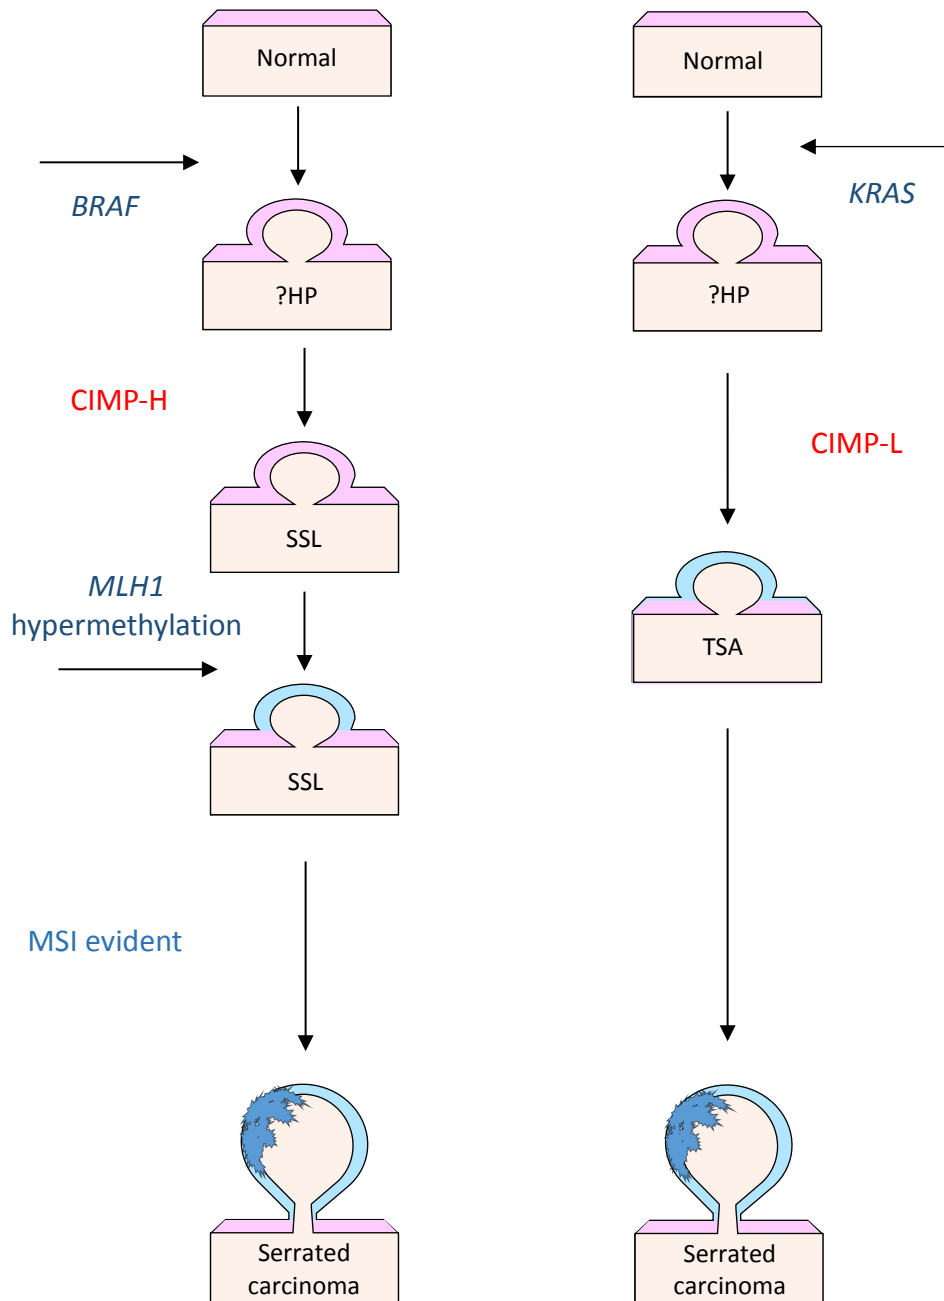 Normal
BRAF
?HP
CIMP-H
SSL
MLH1
hypermethylation
SSL
MSI evident
Serrated
carcinoma
Normal
KRAS
?HP
CIMP-L
TSA
Serrated
carcinoma